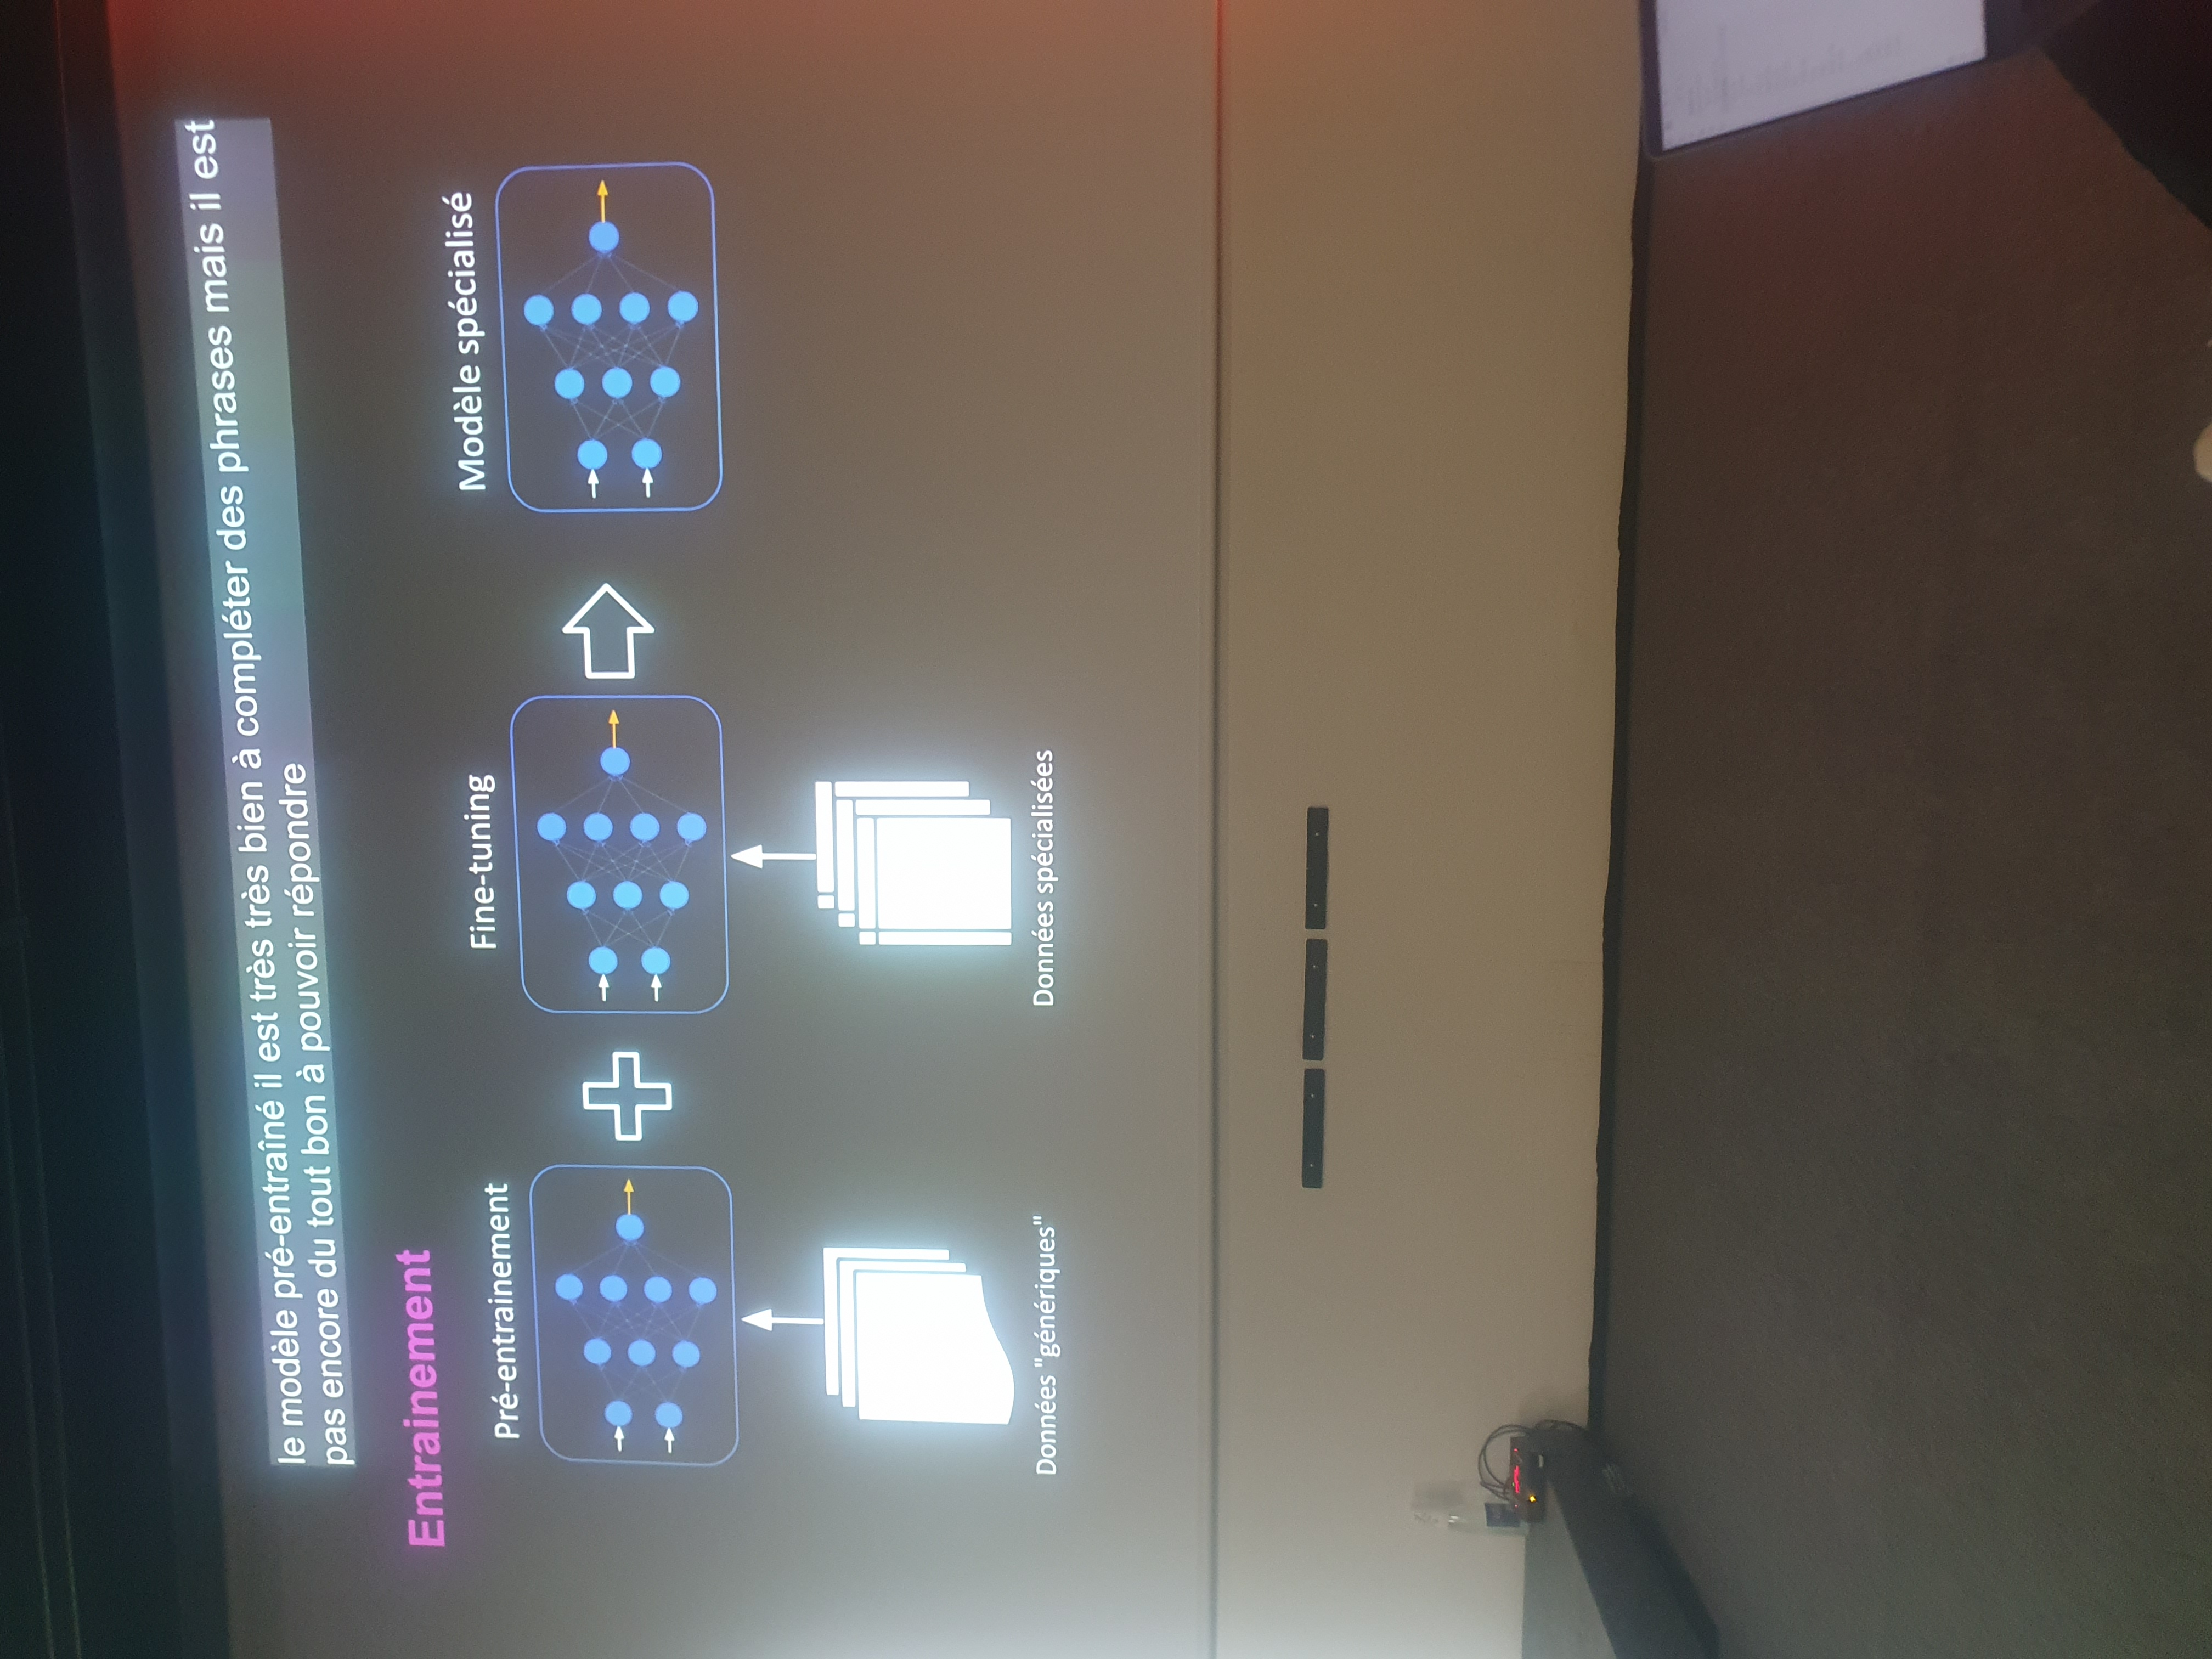 le modèle pré-entraîné il est très très bien à compléter des phrases mais il est
pas encore du tout bon à pouvoir répondre
Entrainement
Pré-entrainement
Fine-tuning
Modèle spécialisé
Données "génériques"
Données spécialisées